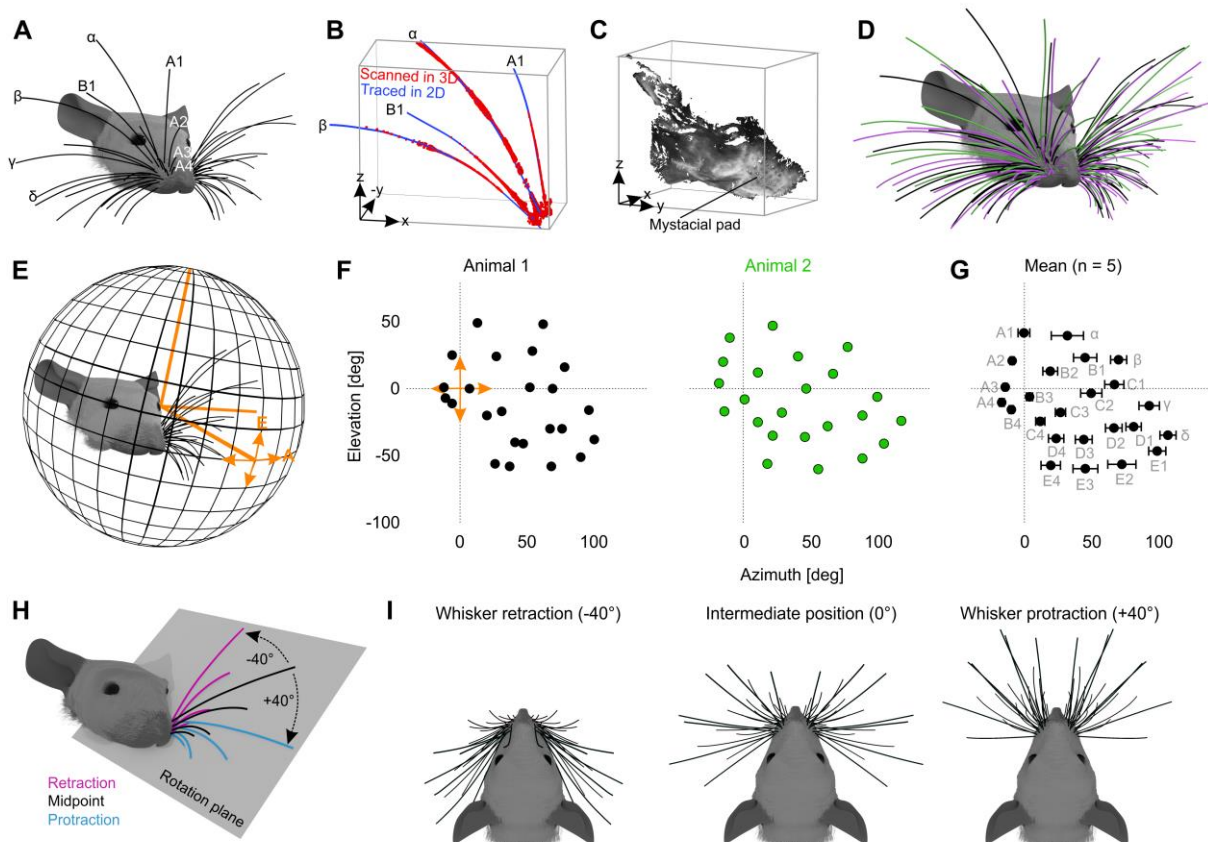 A
α
A1
B1
β
A2
A3
A4
γ
δ
B
α
A1
Scanned in 3D
Traced in 2D
B1
β
z
-y
x
C
z
x
y
Mystacial pad
D
E
E
A
F
Animal 1
Animal 2
Elevation [deg]
50
0
-50
-100
0
50
100
0
50
100
Azimuth [deg]
G
Mean (n = 5)
A1
α
A2
B2
B1
β
A3
B3
C1
A4
C2
γ
B4
C3
C4
D2
D1
δ
D4
D3
E1
E4
E3
E2
0
50
100
H
-40°
+40°
Retraction
Midpoint
Protraction
Rotation plane
I
Whisker retraction (-40°)
Intermediate position (0°)
Whisker protraction (+40°)